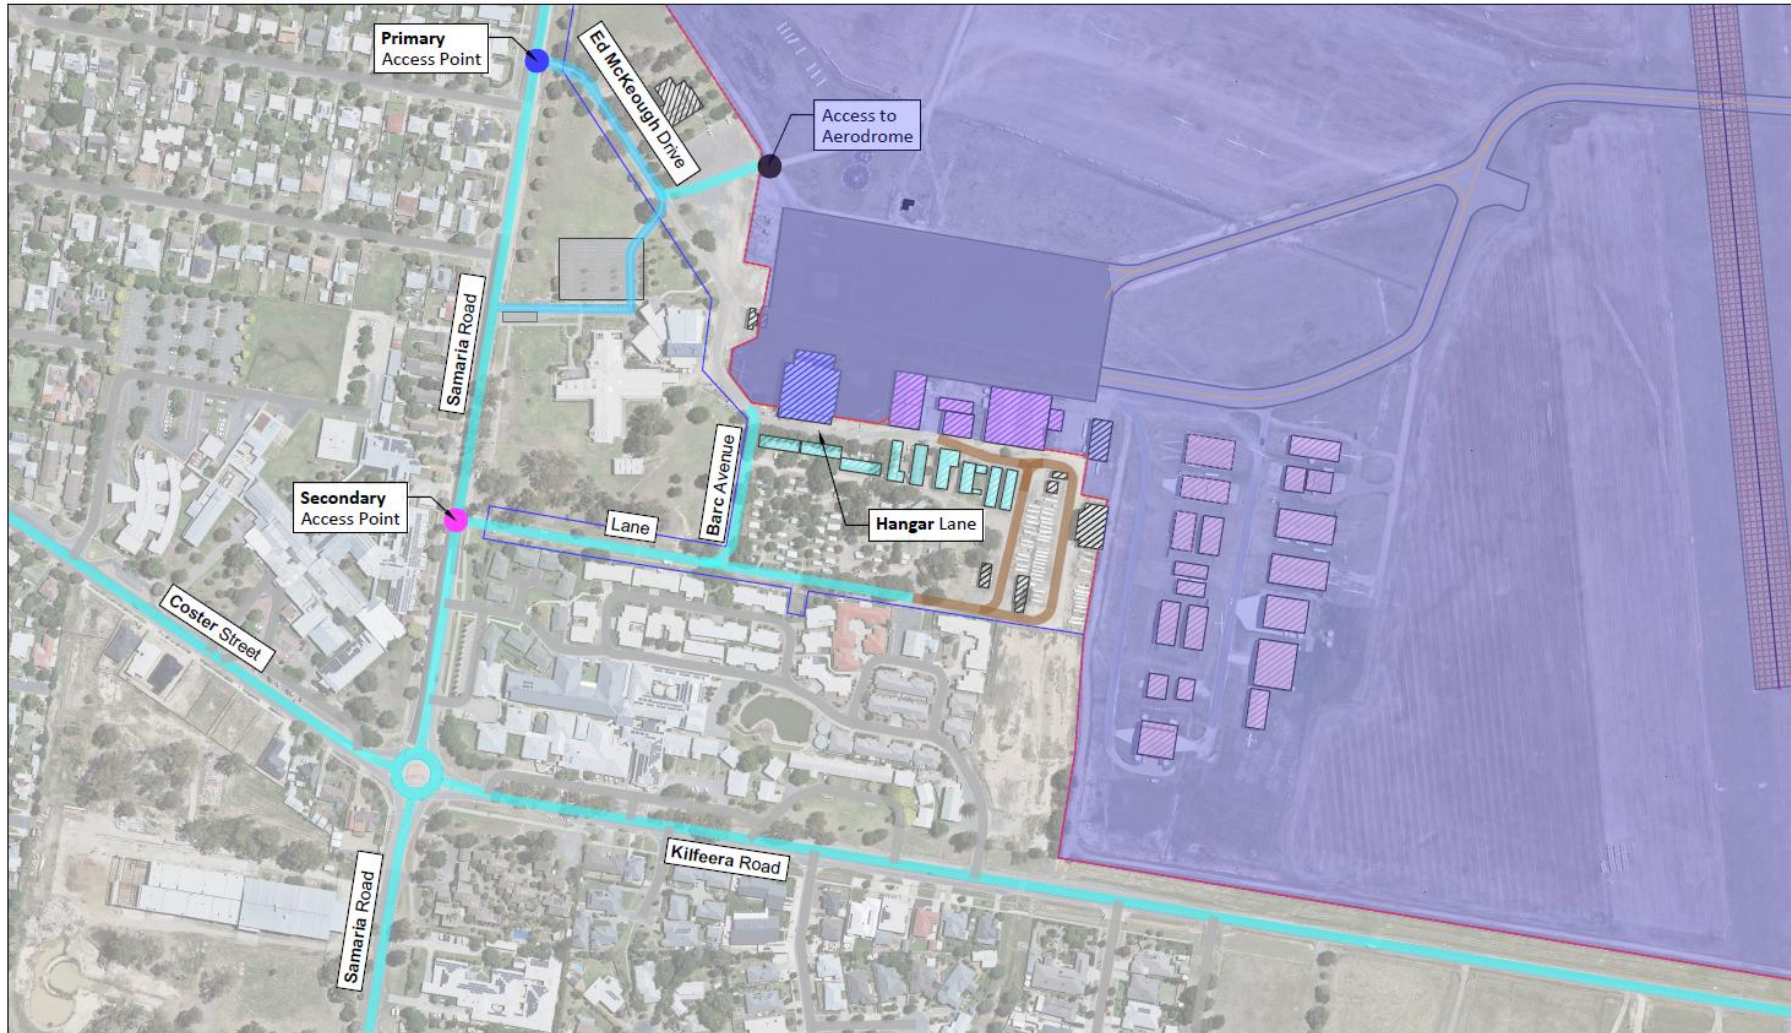 Primary
Access Point
Ed McKeough Drive
Access to
Aerodrome
Samaria Road
Barc Avenue
Secondary
Access Point
Lane
Hangar Lane
Coster Street
Kilfeera Road
Samaria Road